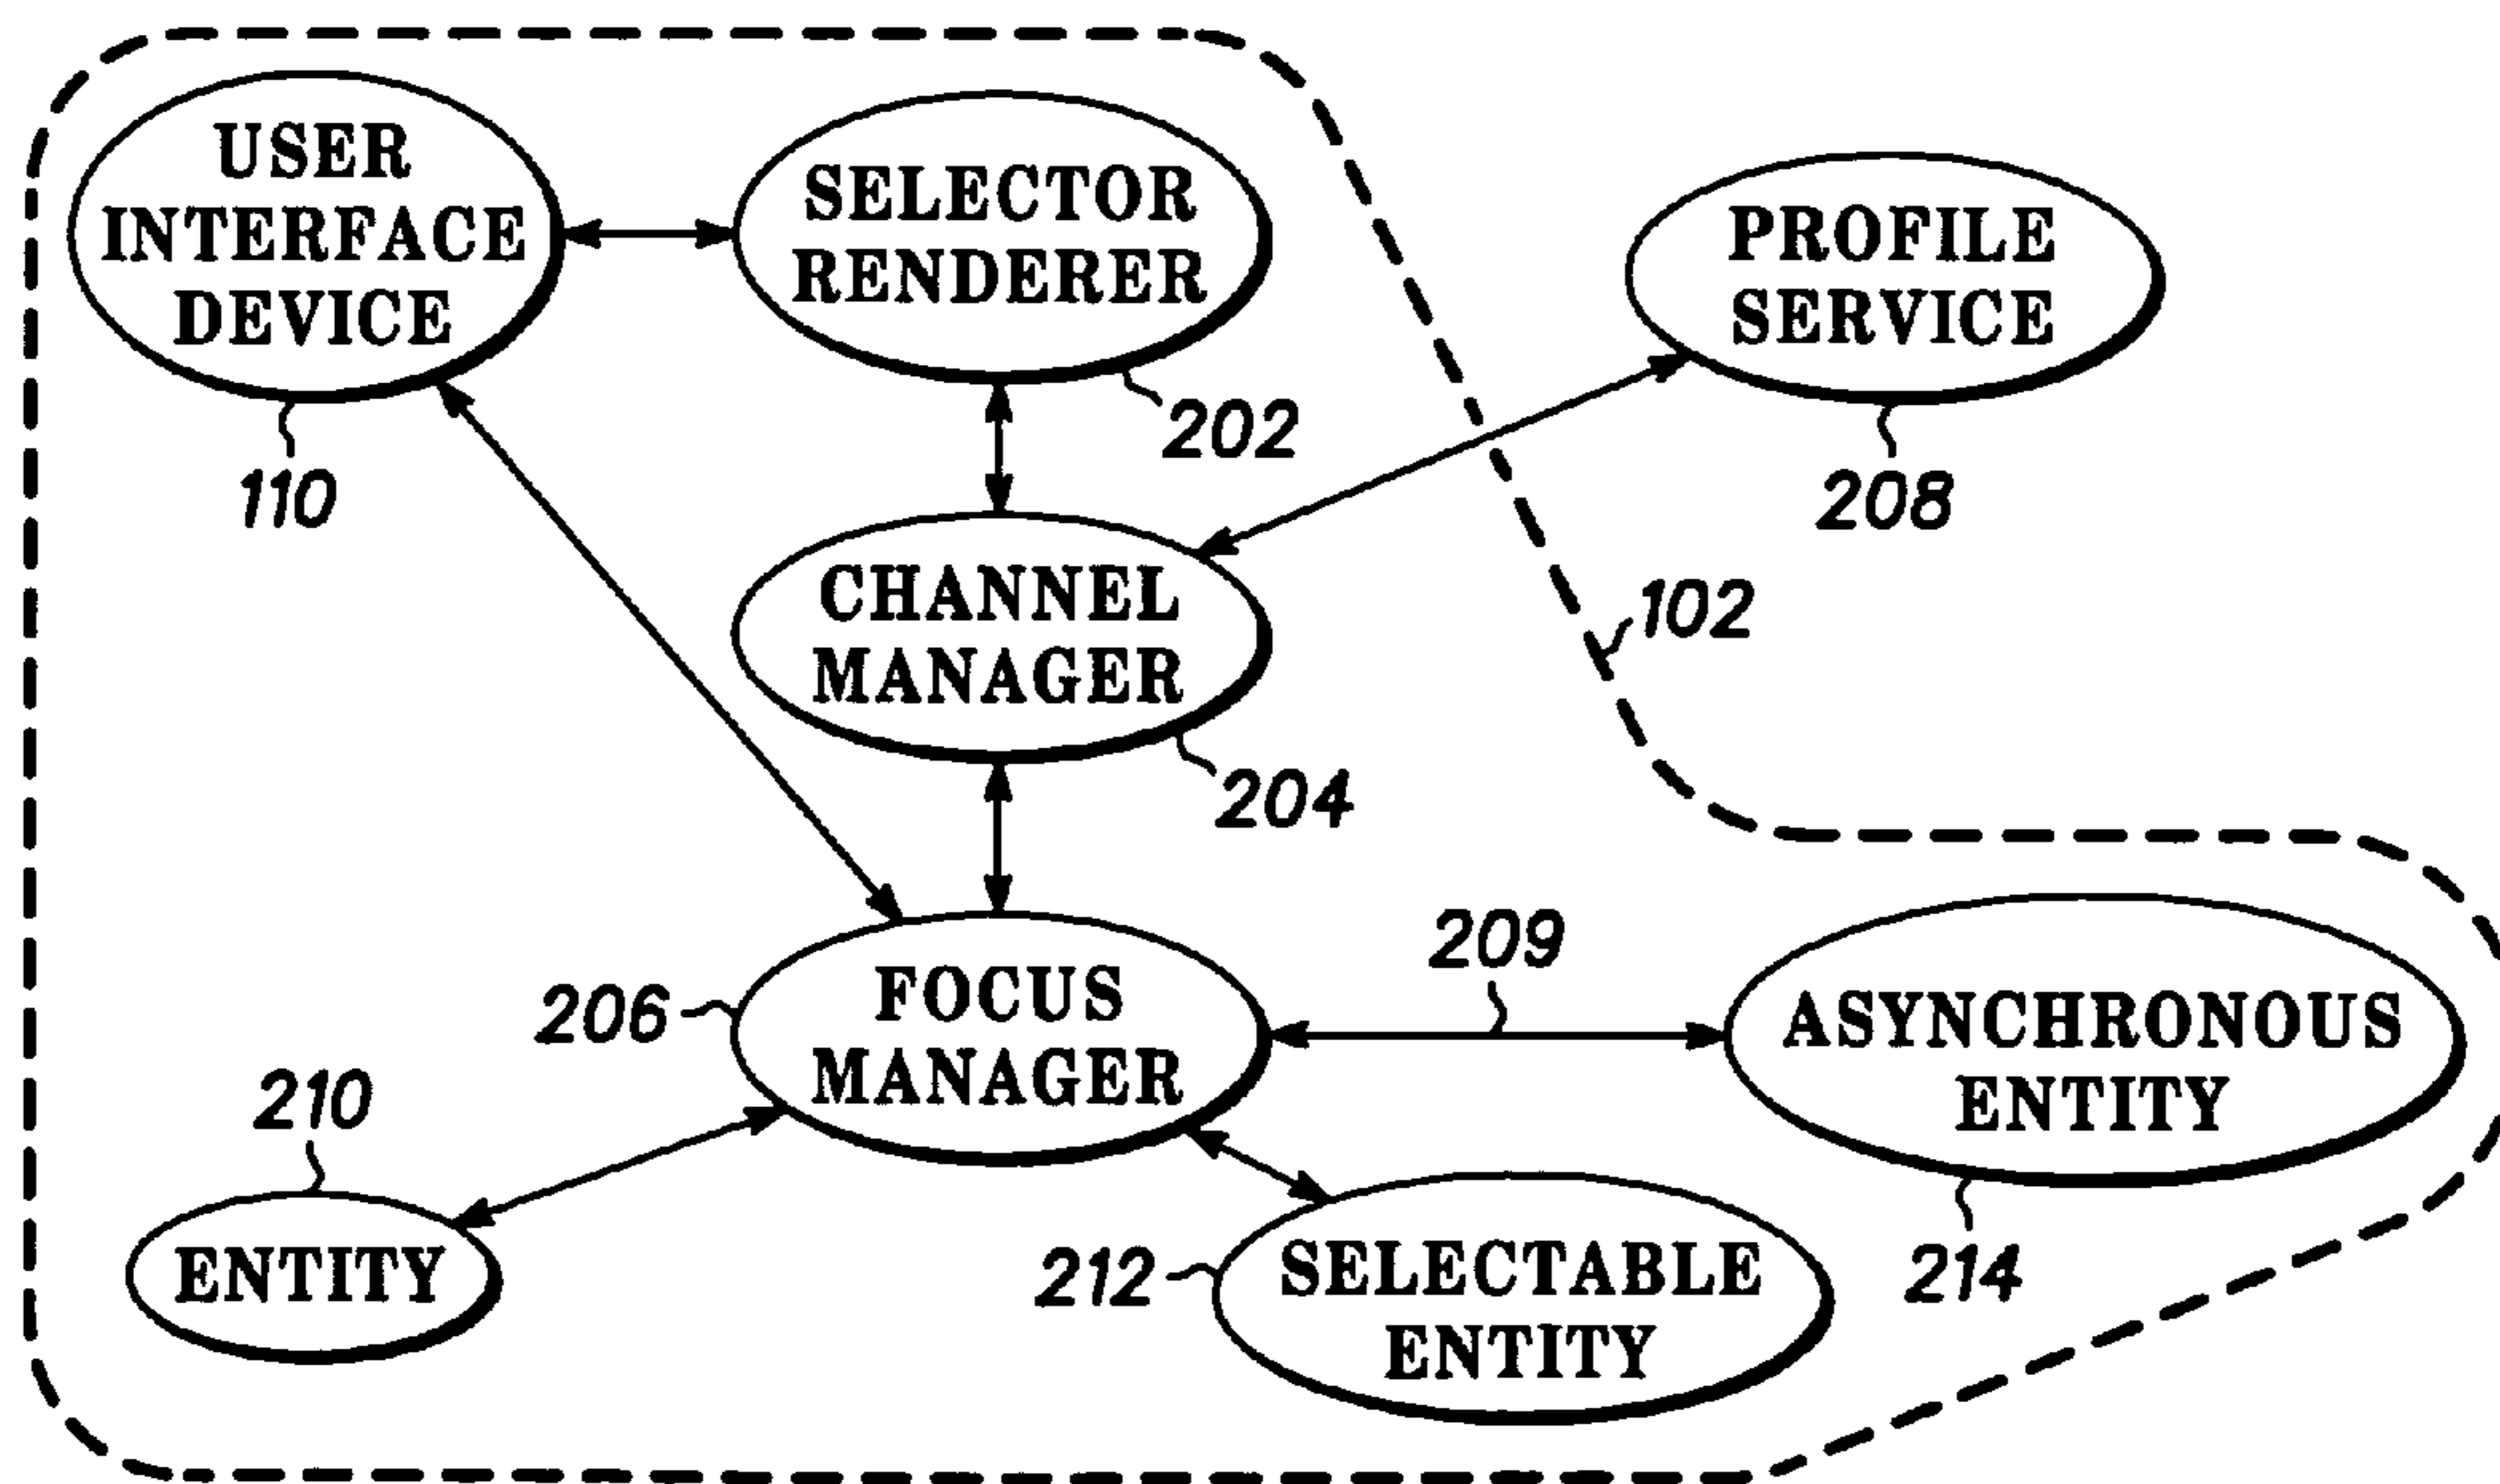 USER
INTERFACE
DEVICE
110
SELECTOR
RENDERER
202
PROFILE
SERVICE
208
CHANNEL
MANAGER
204
102
FOCUS
MANAGER
206
209
ASYNCHRONOUS
ENTITY
214
210
ENTITY
212
SELECTABLE
ENTITY